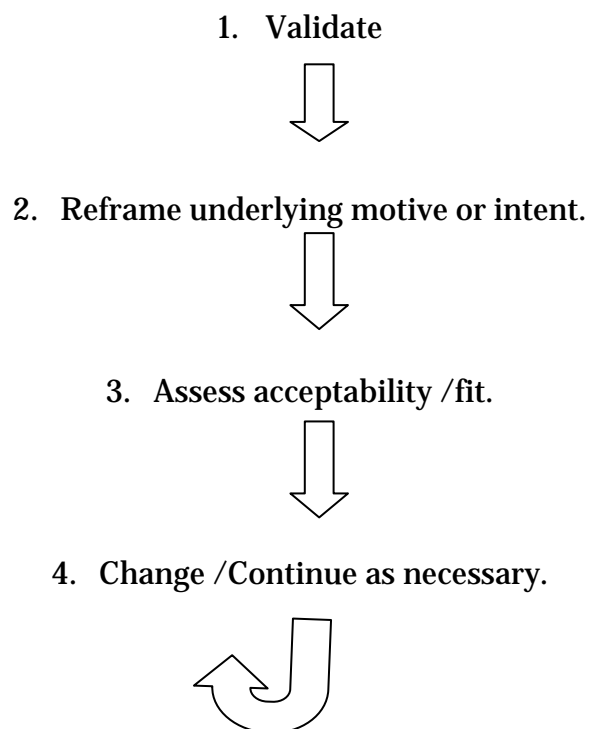 1. Validate
2. Reframe underlying motive or intent.
3. Assess acceptability /fit.
4. Change /Continue as necessary.